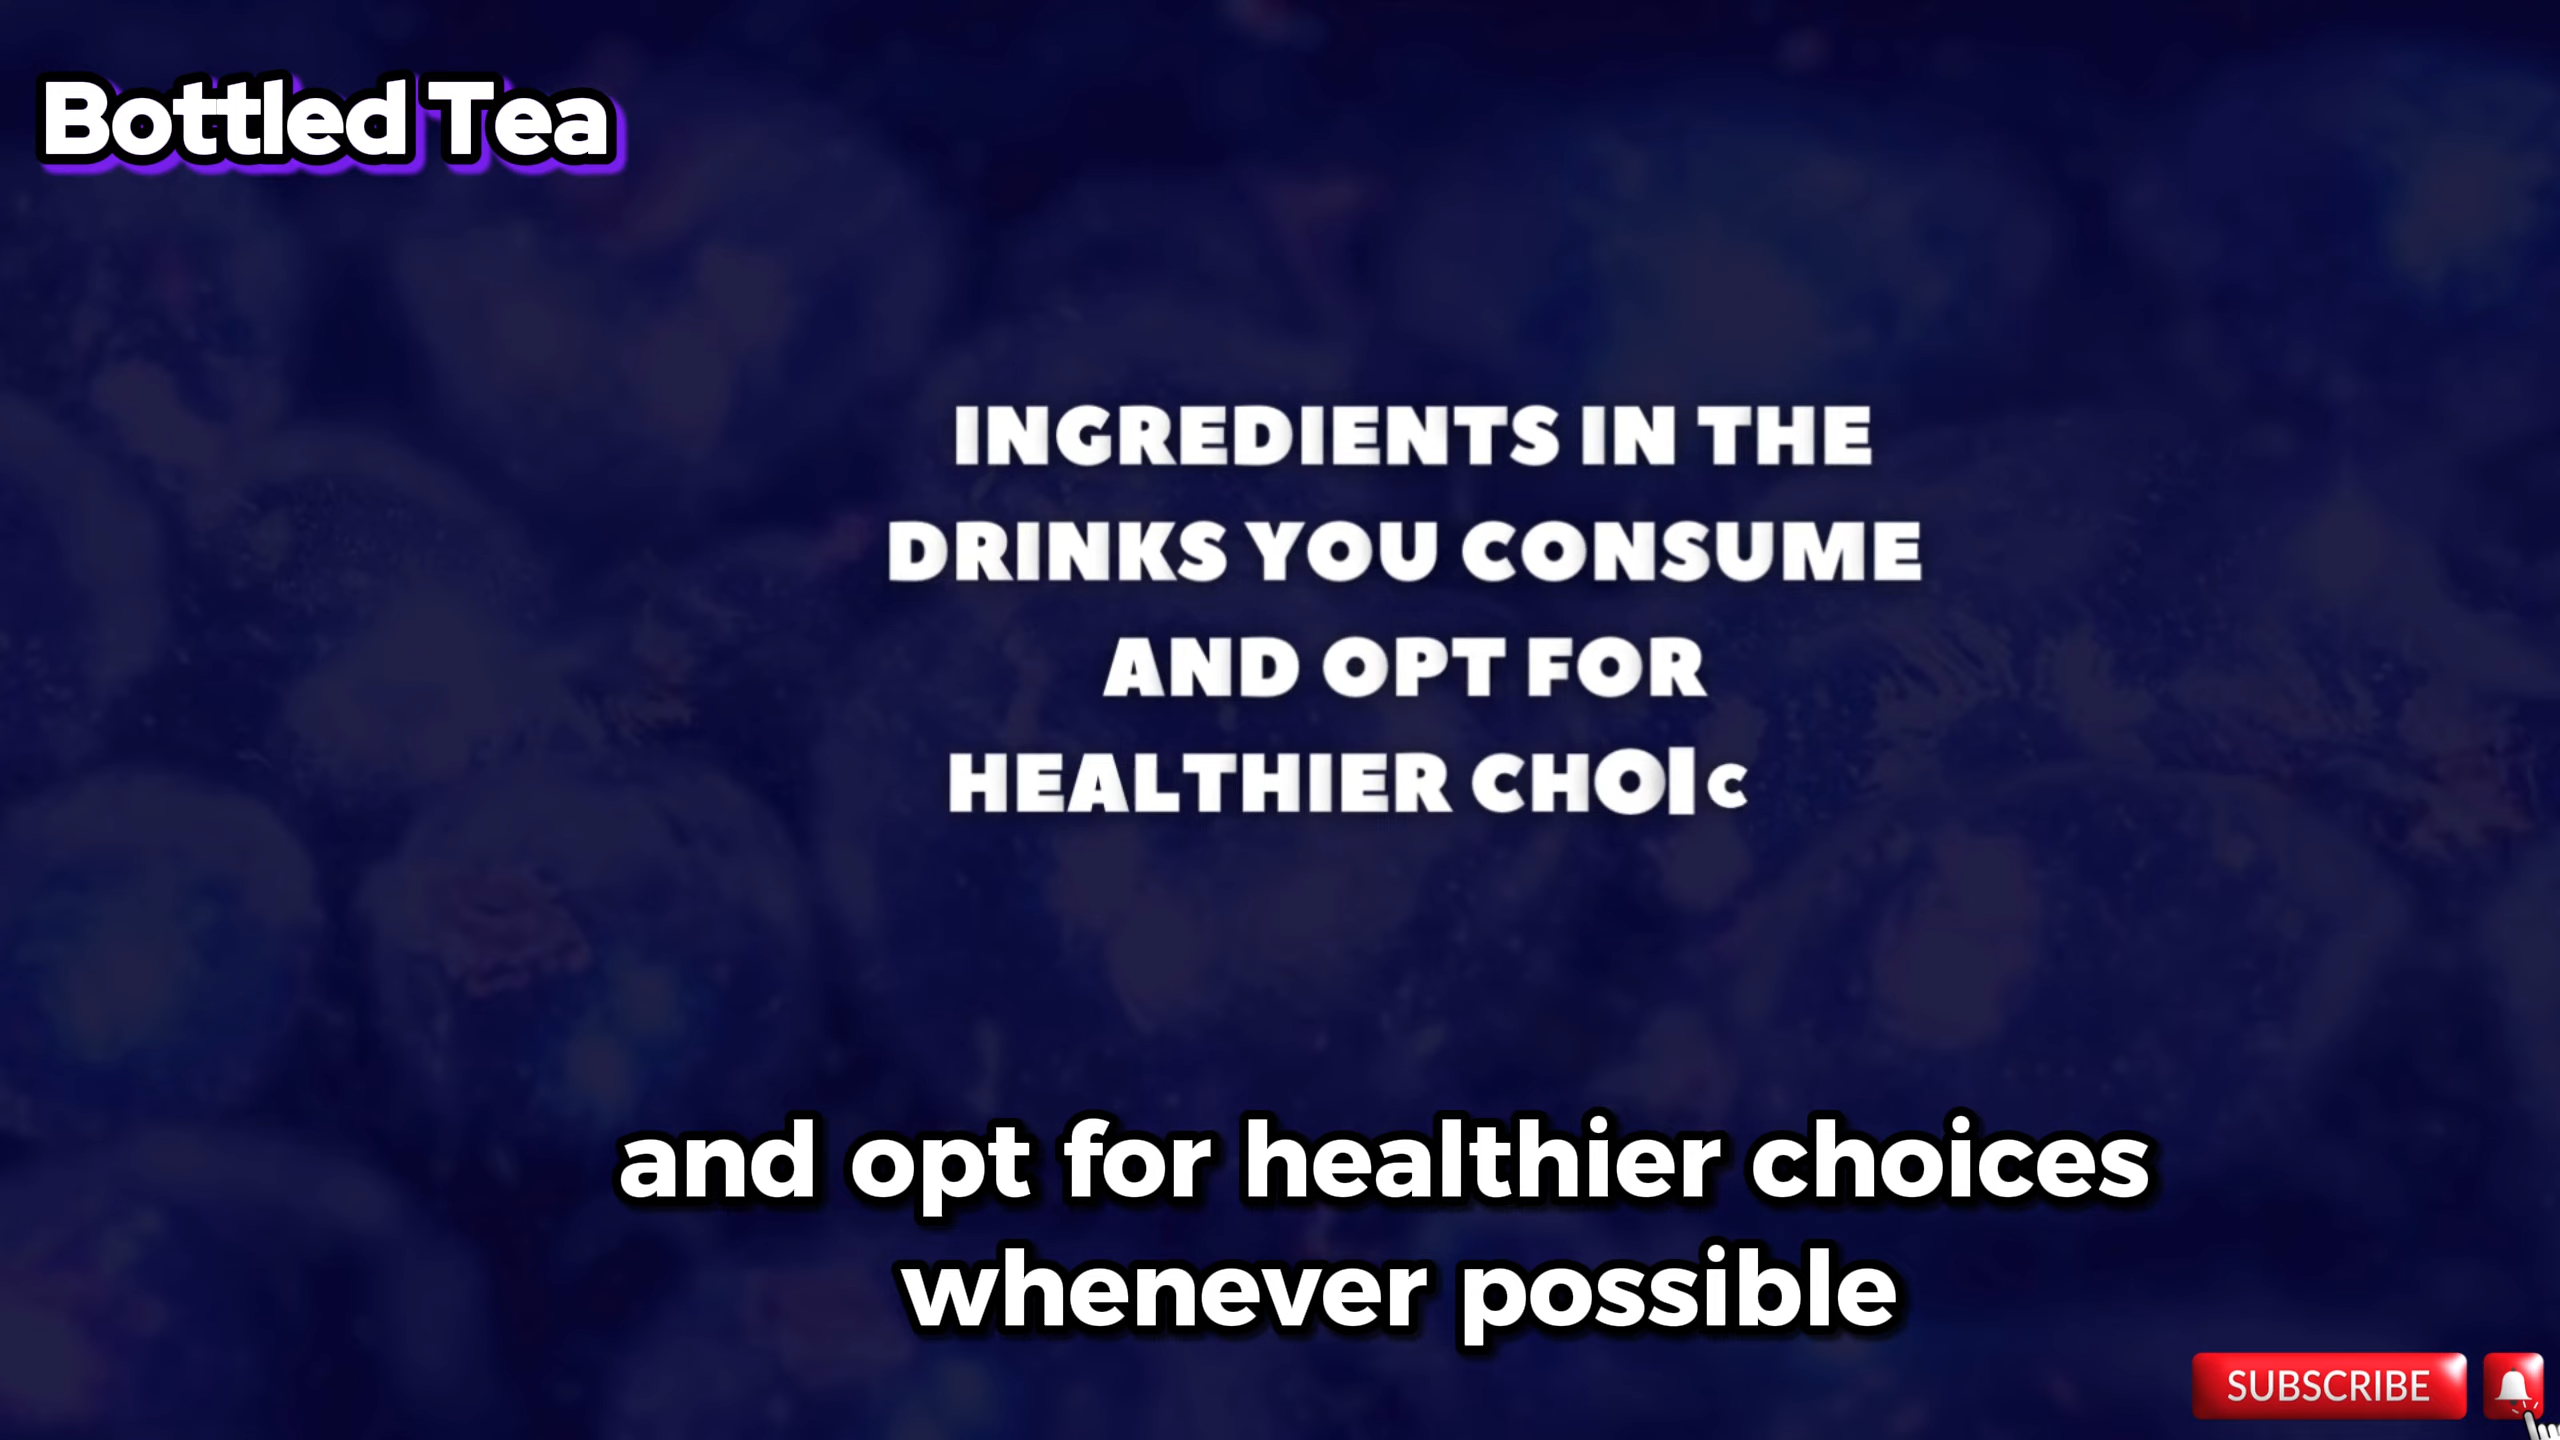 Bottled Tea
INGREDIENTS IN THE
DRINKS YOU CONSUME
AND OPT FOR
HEALTHIER CHOIC
and opt for healthier choices
whenever possible
SUBSCRIBE